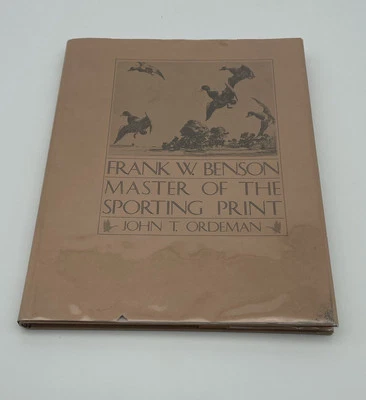 FRANK W. BENSON
MASTER OF THE
SPORTING PRINT
JOHN T. ORDEMAN